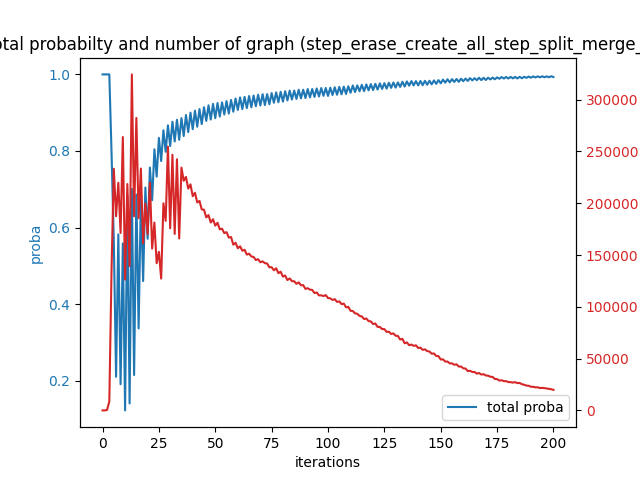 otal probabilty and number of graph (step_erase_create_all_step_split_merge_
1.0
0.8
0.6
0.4
0.2
proba
300000
250000
200000
150000
100000
50000
0
total proba
0 25 50 75 100 125 150 175 200
iterations